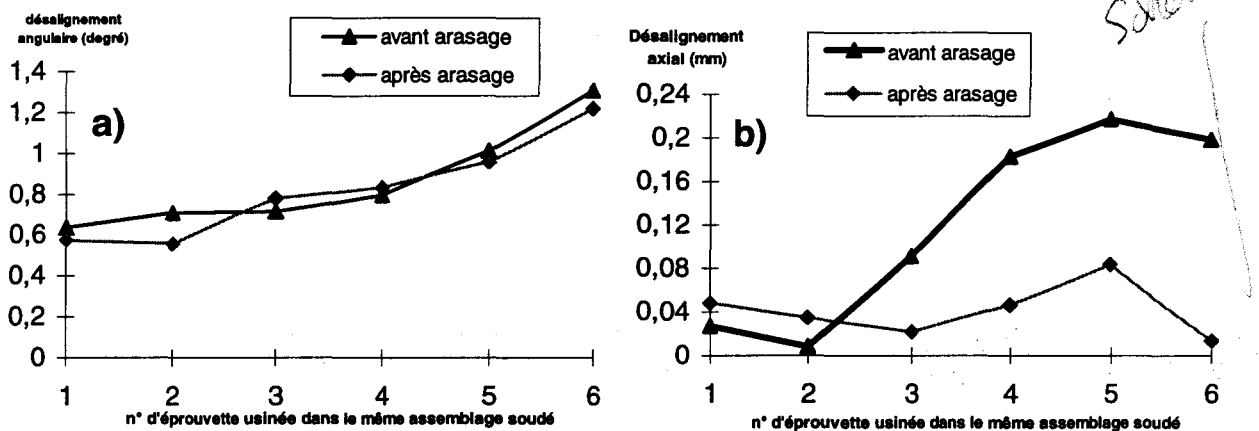 désalignement
angulaire (degré)
avant arasage
après arasage
1,4
1,2
1
0,8
0,6
0,4
0,2
0
a)
1
2
3
4
5
6
n° d'éprouvette usinée dans le même assemblage soudé
Désalignement
axial (mm)
avant arasage
après arasage
0,24
0,2
0,16
0,12
0,08
0,04
0
b)
1
2
3
4
5
6
n° d'éprouvette usinée dans le même assemblage soudé